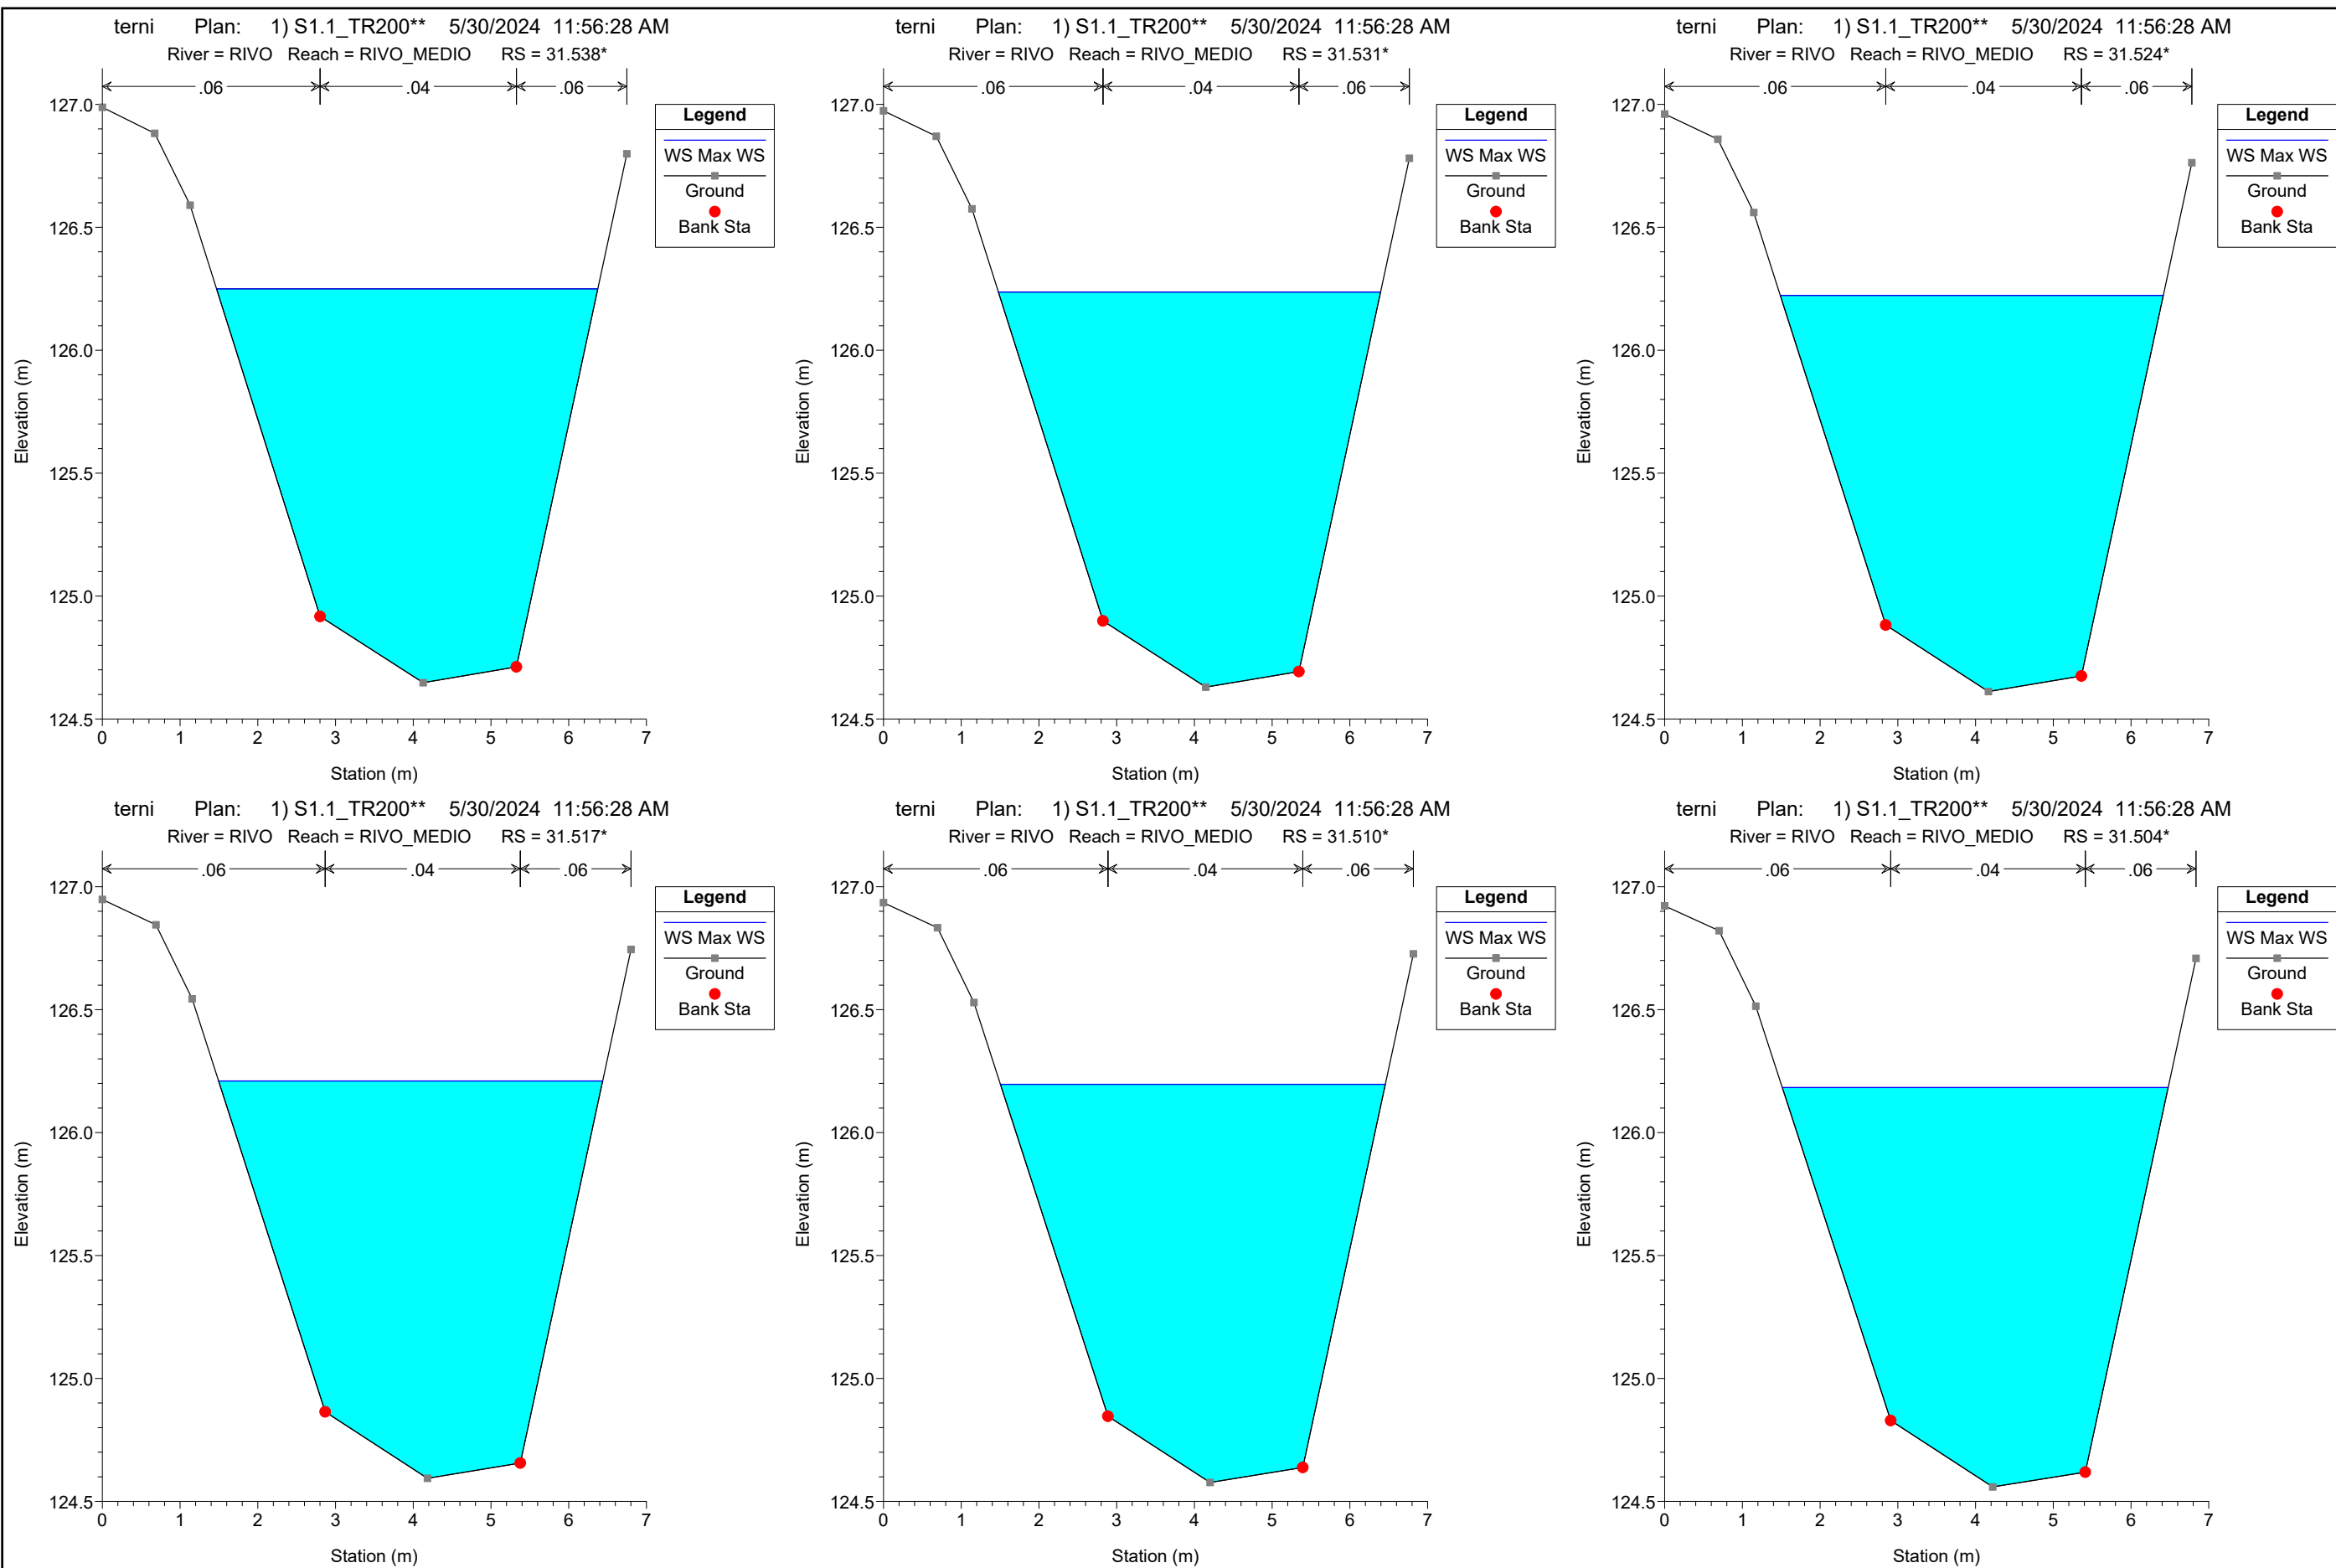 terni Plan: 1) S1.1_TR200** 5/30/2024 11:56:28 AM
River = RIVO Reach = RIVO_MEDIO RS = 31.538*
.06 .04 .06
127.0
126.5
126.0
125.5
125.0
124.5
Elevation (m)
0 1 2 3 4 5 6 7
Station (m)
Legend
WS Max WS
Ground
Bank Sta
terni Plan: 1) S1.1_TR200** 5/30/2024 11:56:28 AM
River = RIVO Reach = RIVO_MEDIO RS = 31.531*
.06 .04 .06
127.0
126.5
126.0
125.5
125.0
124.5
Elevation (m)
0 1 2 3 4 5 6 7
Station (m)
Legend
WS Max WS
Ground
Bank Sta
terni Plan: 1) S1.1_TR200** 5/30/2024 11:56:28 AM
River = RIVO Reach = RIVO_MEDIO RS = 31.524*
.06 .04 .06
127.0
126.5
126.0
125.5
125.0
124.5
Elevation (m)
0 1 2 3 4 5 6 7
Station (m)
Legend
WS Max WS
Ground
Bank Sta
terni Plan: 1) S1.1_TR200** 5/30/2024 11:56:28 AM
River = RIVO Reach = RIVO_MEDIO RS = 31.517*
.06 .04 .06
127.0
126.5
126.0
125.5
125.0
124.5
Elevation (m)
0 1 2 3 4 5 6 7
Station (m)
Legend
WS Max WS
Ground
Bank Sta
terni Plan: 1) S1.1_TR200** 5/30/2024 11:56:28 AM
River = RIVO Reach = RIVO_MEDIO RS = 31.510*
.06 .04 .06
127.0
126.5
126.0
125.5
125.0
124.5
Elevation (m)
0 1 2 3 4 5 6 7
Station (m)
Legend
WS Max WS
Ground
Bank Sta
terni Plan: 1) S1.1_TR200** 5/30/2024 11:56:28 AM
River = RIVO Reach = RIVO_MEDIO RS = 31.504*
.06 .04 .06
127.0
126.5
126.0
125.5
125.0
124.5
Elevation (m)
0 1 2 3 4 5 6 7
Station (m)
Legend
WS Max WS
Ground
Bank Sta